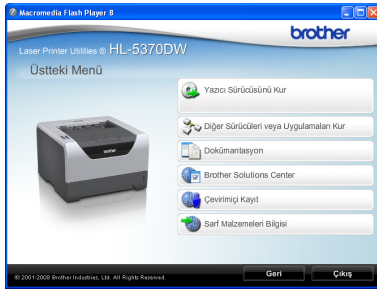 Macromedia Flash Player 8
brother
Laser Printer Utilities ® HL-5370DW
Üstteki Menü
Yazıcı Sürücüsünü Kur
Diğer Sürücüleri veya Uygulamaları Kur
Dokümantasyon
Brother Solutions Center
Çevirimiçi Kayıt
Sarf Malzemeleri Bilgisi
© 2001-2008 Brother Industries, Ltd. All Rights Reserved.
Geri
Çıkış